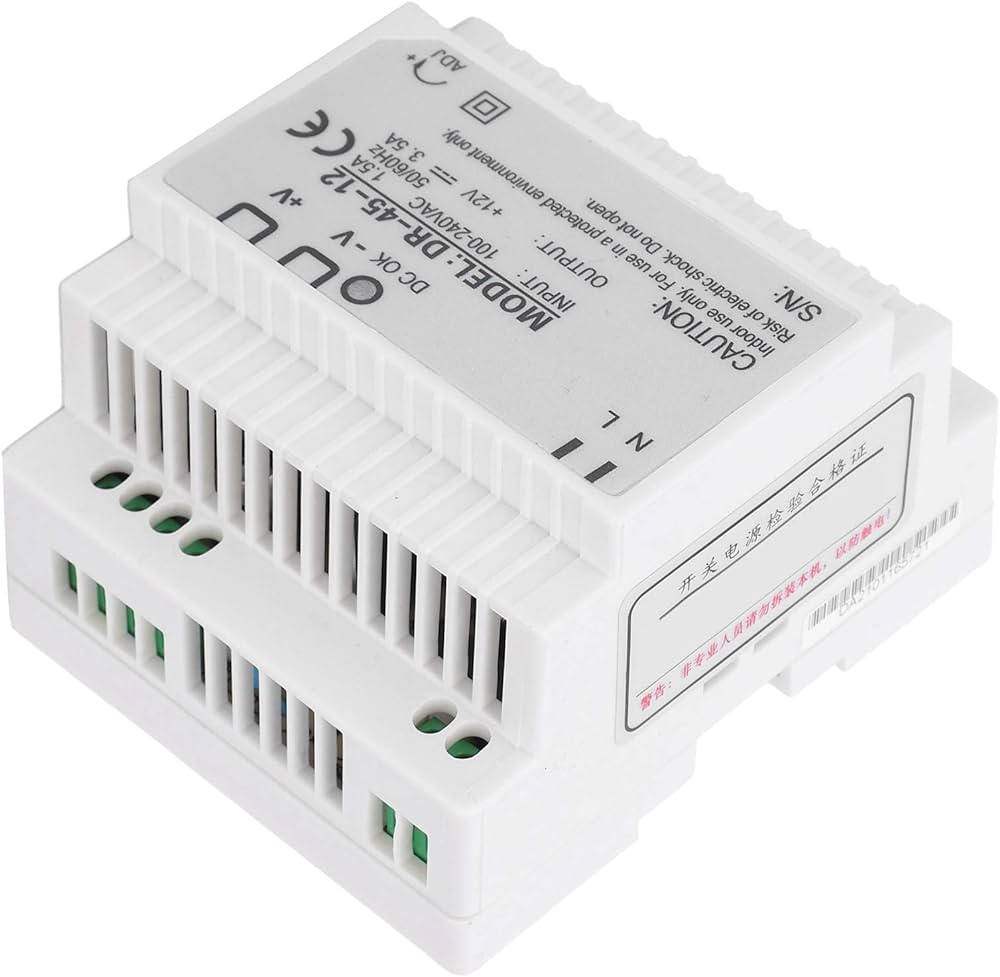 ADJ
+
CE
+V
-V
DC OK
MODEL: DR-45-12
INPUT: 100-240VAC 1.5A
50/60Hz
OUTPUT: +12V ⎓ 3.5A
CAUTION:
Indoor use only. For use in a protected environment only.
Risk of electric shock. Do not open.
S/N:
N L
开关电源检验合格证
警告：非专业人员请勿拆装本机，以防触电！